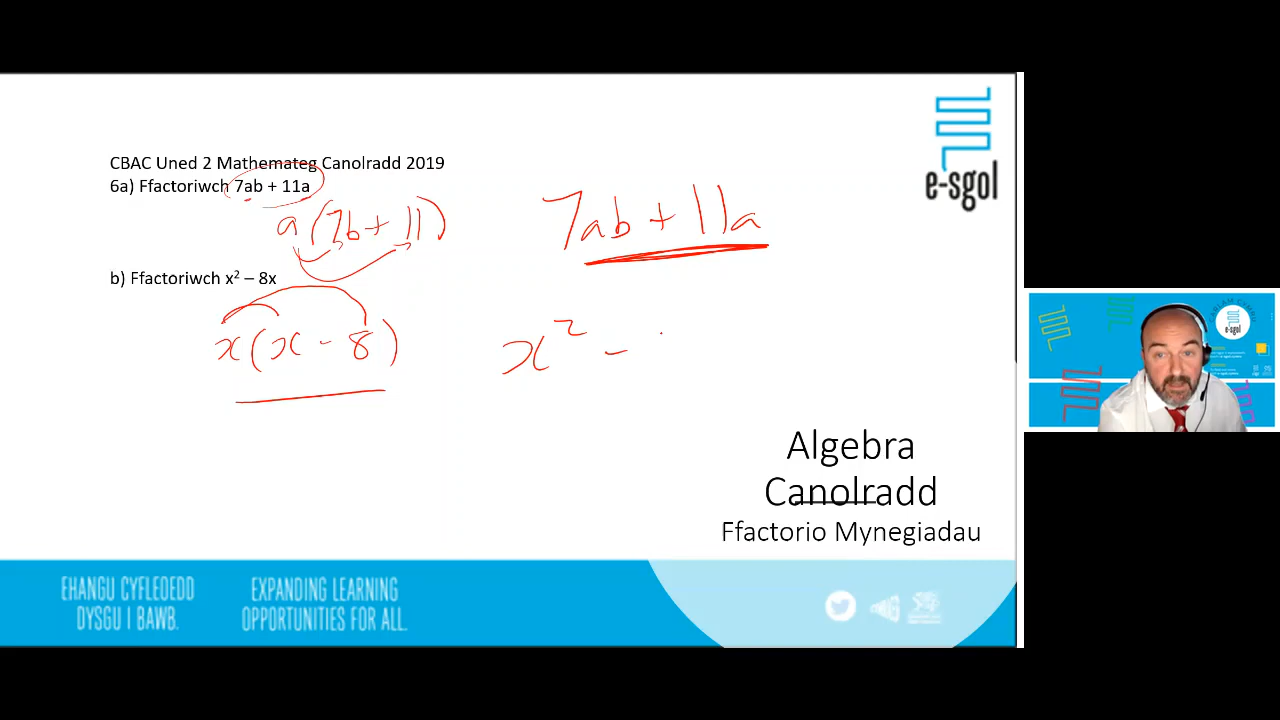 CBAC Uned 2 Mathemateg Canolradd 2019
6a) Ffactoriwch 7ab + 11a
a(7b + 11)
7ab + 11a
b) Ffactoriwch x² – 8x
x(x - 8)
x² -
Algebra
Canolradd
Ffactorio Mynegiadau
e-sgol
EHANGU CYFLEOEDD
DYSGU I BAWB.
EXPANDING LEARNING
OPPORTUNITIES FOR ALL.
e-sgol